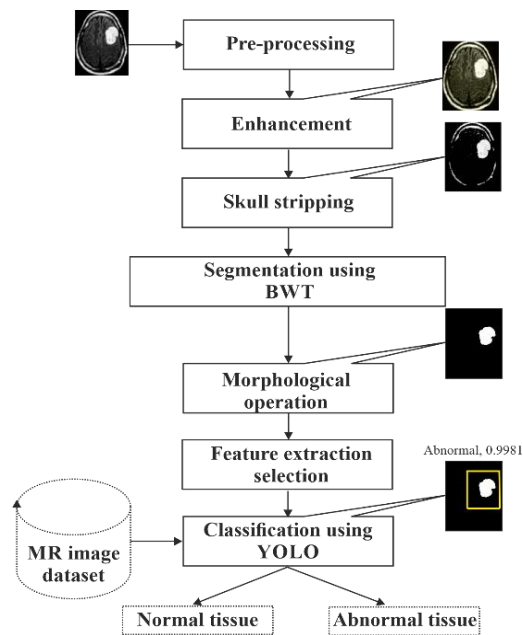 Pre-processing
Enhancement
Skull stripping
Segmentation using
BWT
Morphological
operation
Feature extraction
selection
Abnormal, 0.9981
MR image
dataset
Classification using
YOLO
Normal tissue
Abnormal tissue